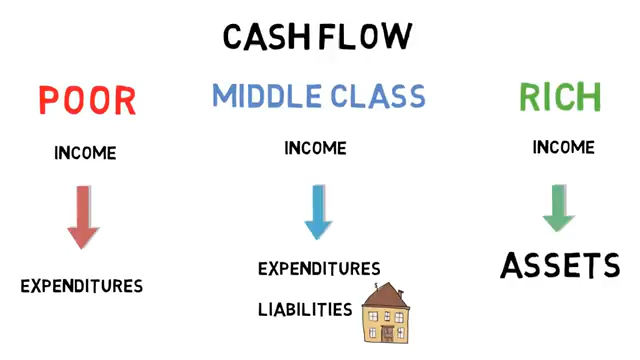 CASH FLOW
POOR
INCOME
EXPENDITURES
MIDDLE CLASS
INCOME
EXPENDITURES
LIABILITIES
RICH
INCOME
ASSETS